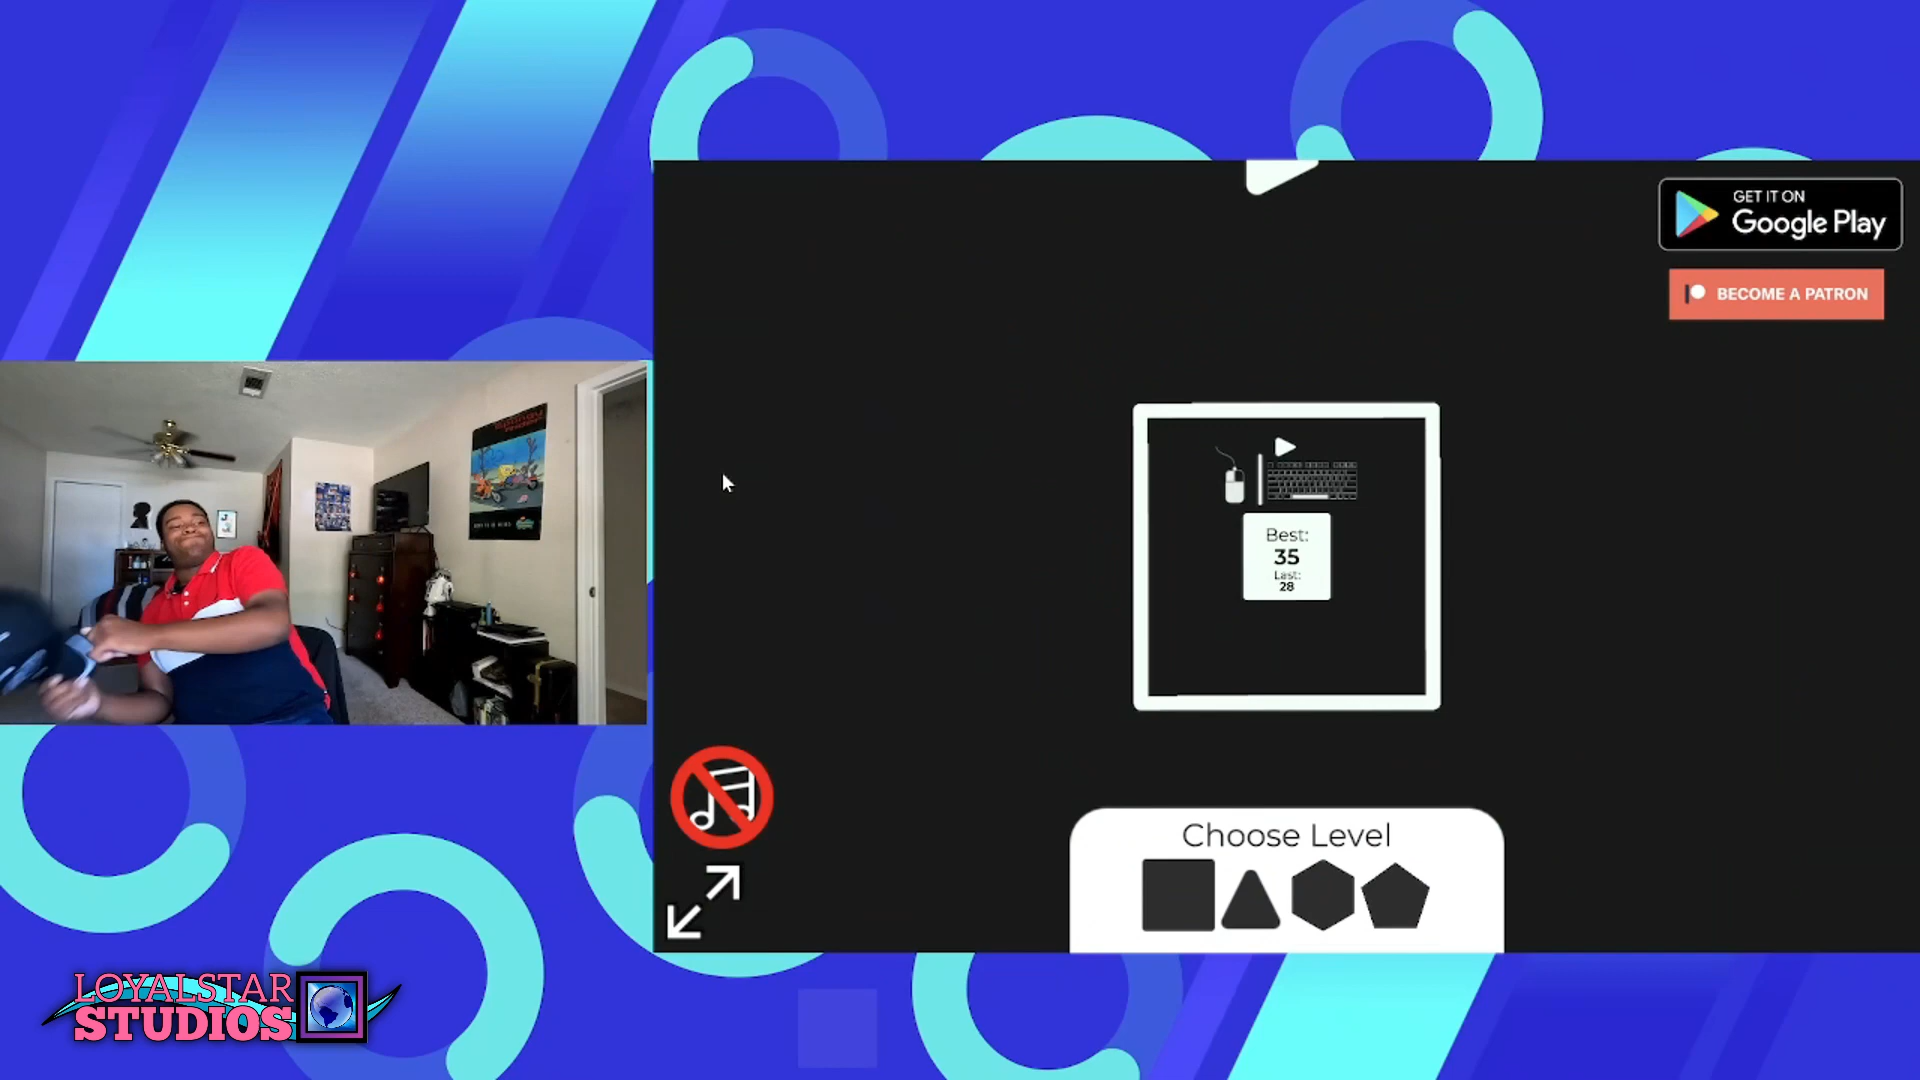 GET IT ON
Google Play
BECOME A PATRON
Best:
35
Last:
28
Choose Level
LOYALSTAR
STUDIOS